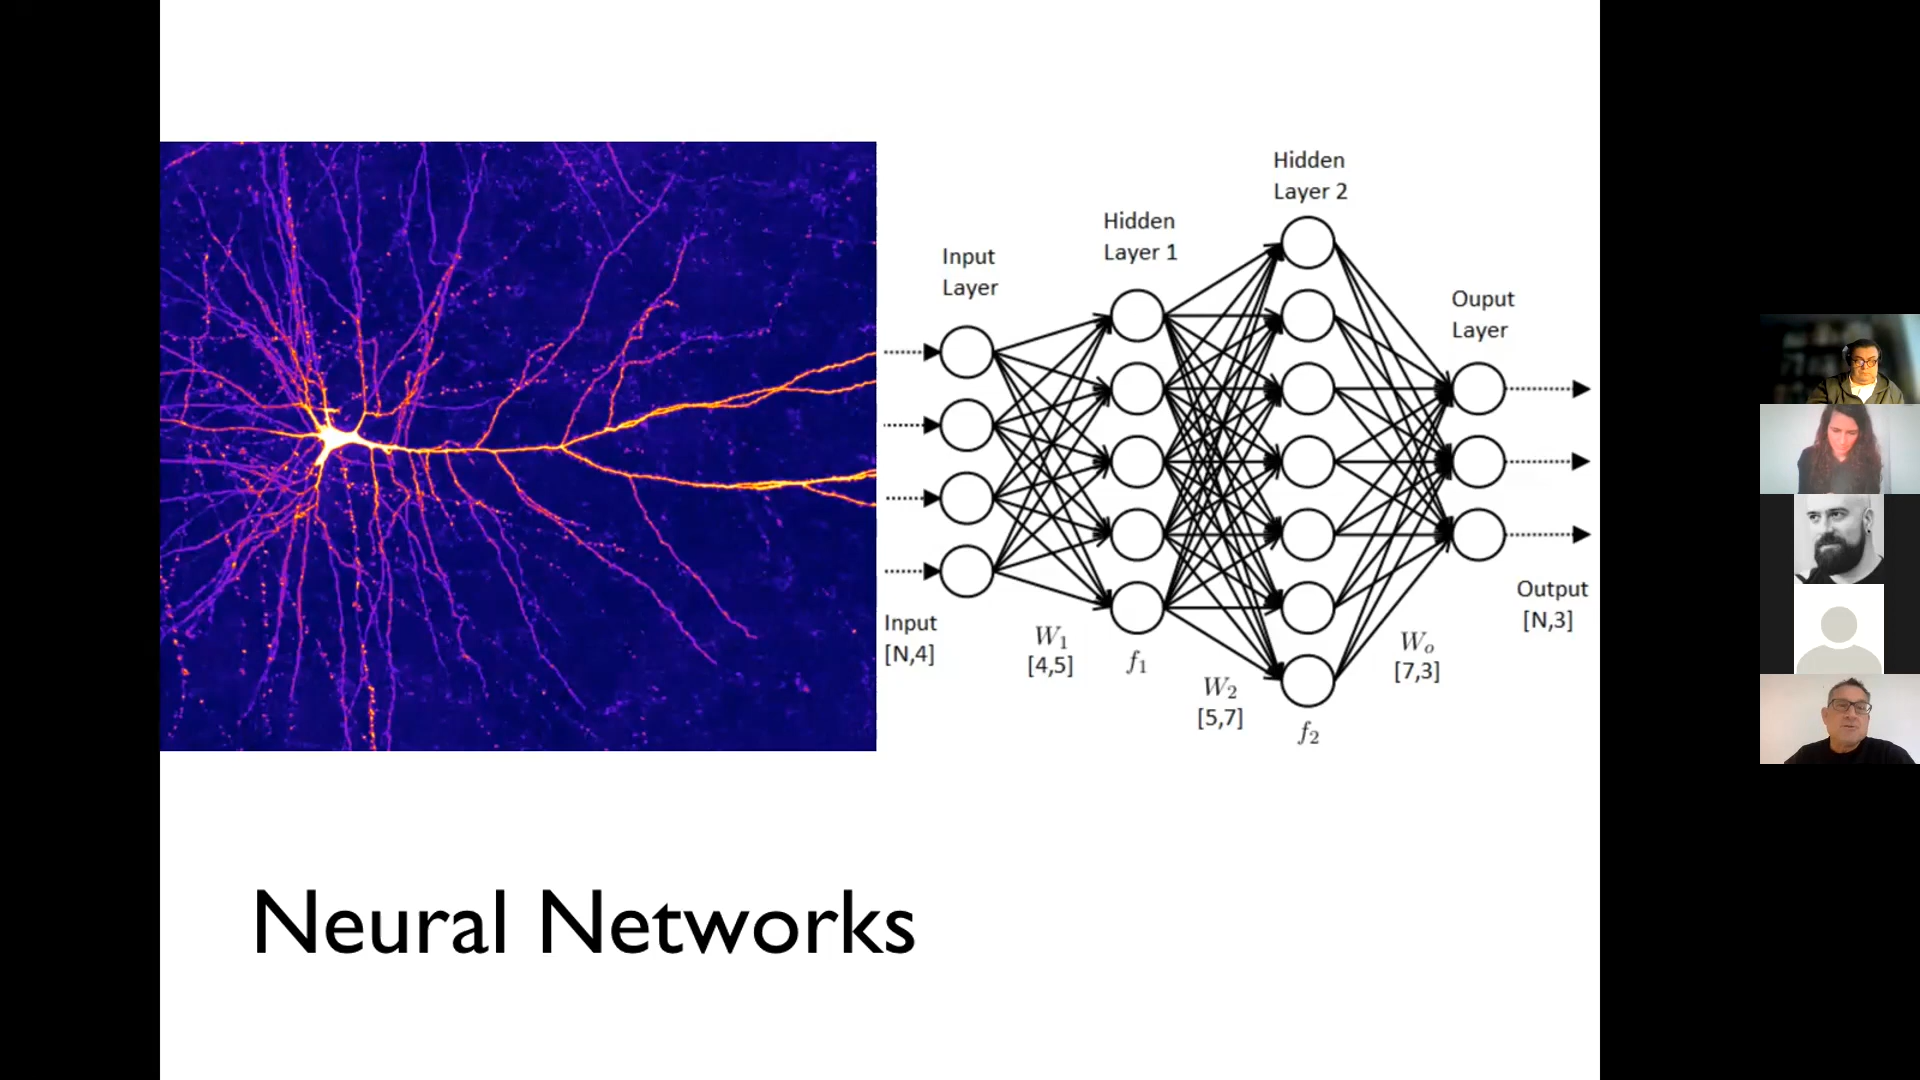 Hidden
Layer 2
Hidden
Layer 1
Input
Layer
Ouput
Layer
Input
[N,4]
W₁
[4,5]
f₁
W₂
[5,7]
f₂
Wₒ
[7,3]
Output
[N,3]
Neural Networks